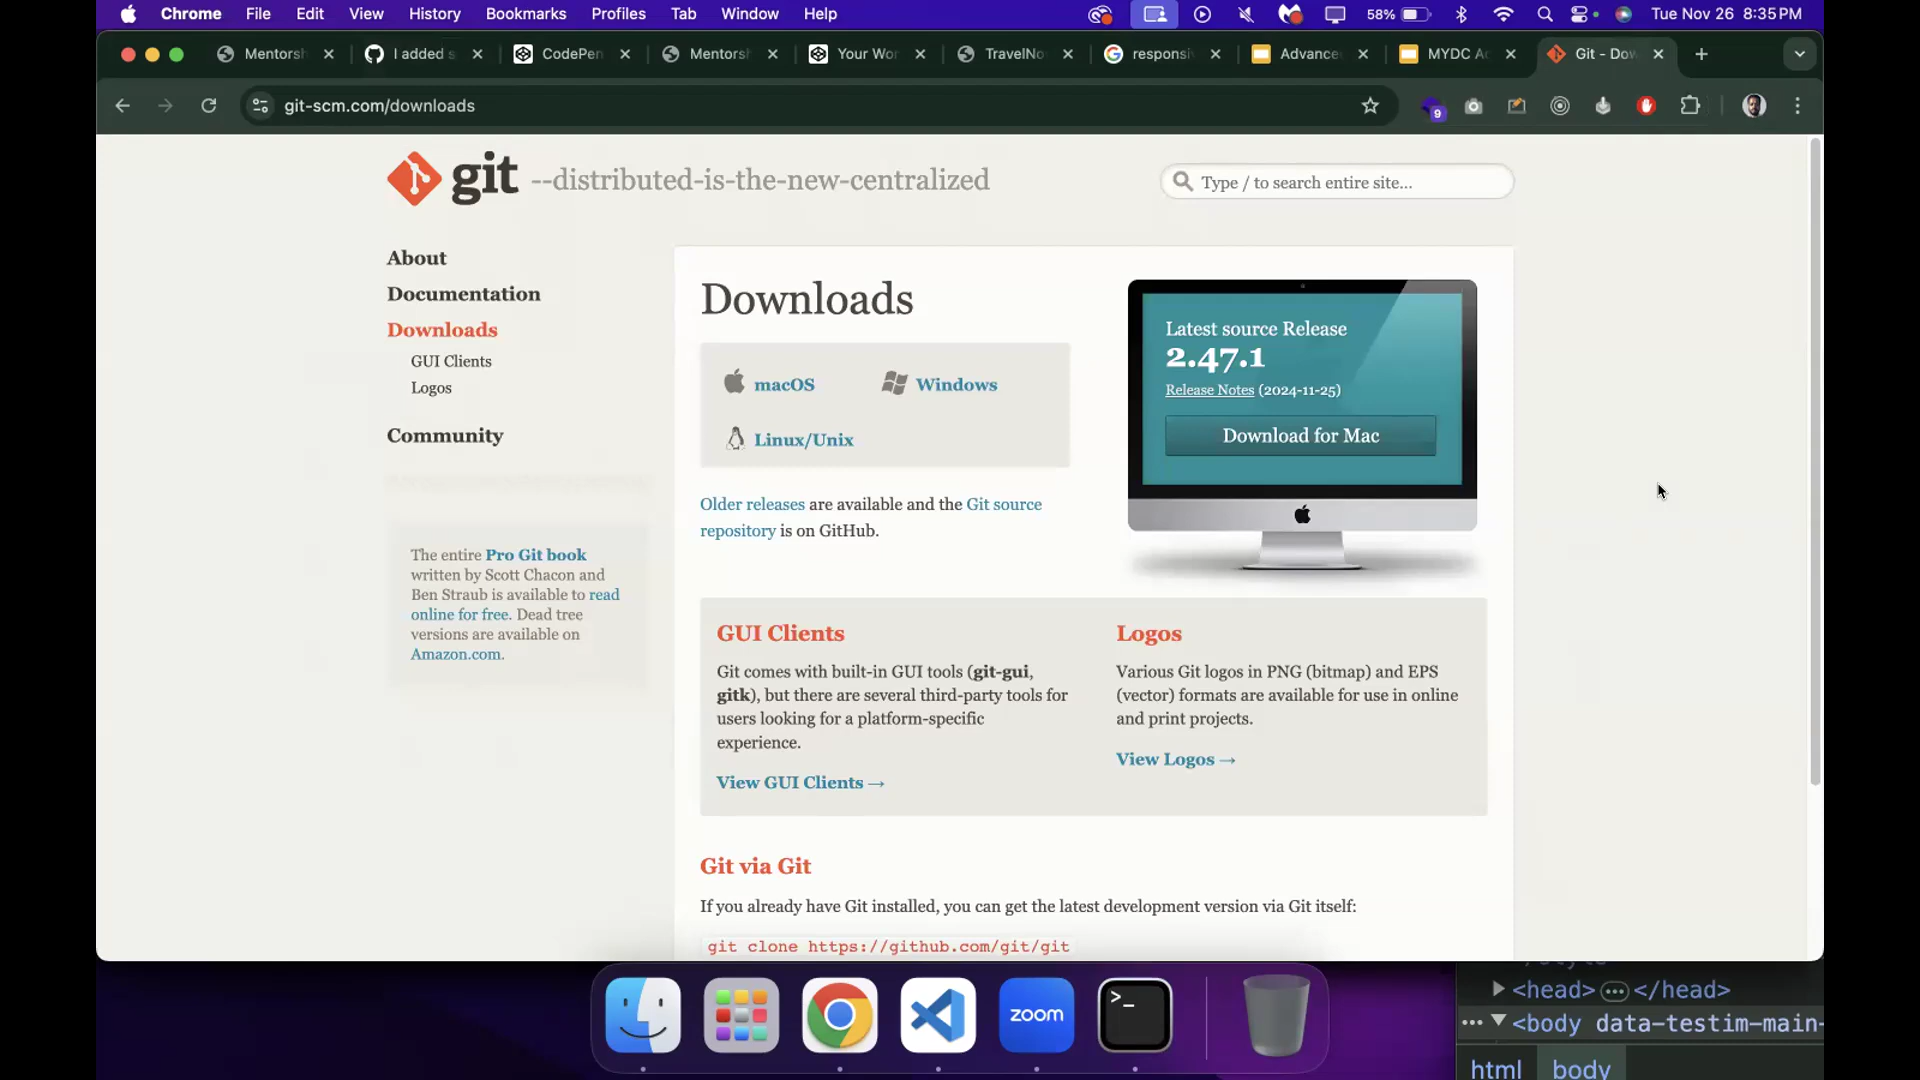 Chrome File Edit View History Bookmarks Profiles Tab Window Help 58% Tue Nov 26 8:35 PM
Mentorsh I added s CodePen Mentorsh Your Wor TravelNo responsi Advance MYDC Ac Git - Dow
git-scm.com/downloads
9
git --distributed-is-the-new-centralized
Type / to search entire site...
About
Documentation
Downloads
GUI Clients
Logos
Community
The entire Pro Git book
written by Scott Chacon and
Ben Straub is available to read
online for free. Dead tree
versions are available on
Amazon.com.
Downloads
macOS Windows
Linux/Unix
Older releases are available and the Git source
repository is on GitHub.
Latest source Release
2.47.1
Release Notes (2024-11-25)
Download for Mac
GUI Clients
Git comes with built-in GUI tools (git-gui,
gitk), but there are several third-party tools for
users looking for a platform-specific
experience.
View GUI Clients →
Logos
Various Git logos in PNG (bitmap) and EPS
(vector) formats are available for use in online
and print projects.
View Logos →
Git via Git
If you already have Git installed, you can get the latest development version via Git itself:
git clone https://github.com/git/git
zoom
>_
<head> … </head>
… <body data-testim-main-
html body